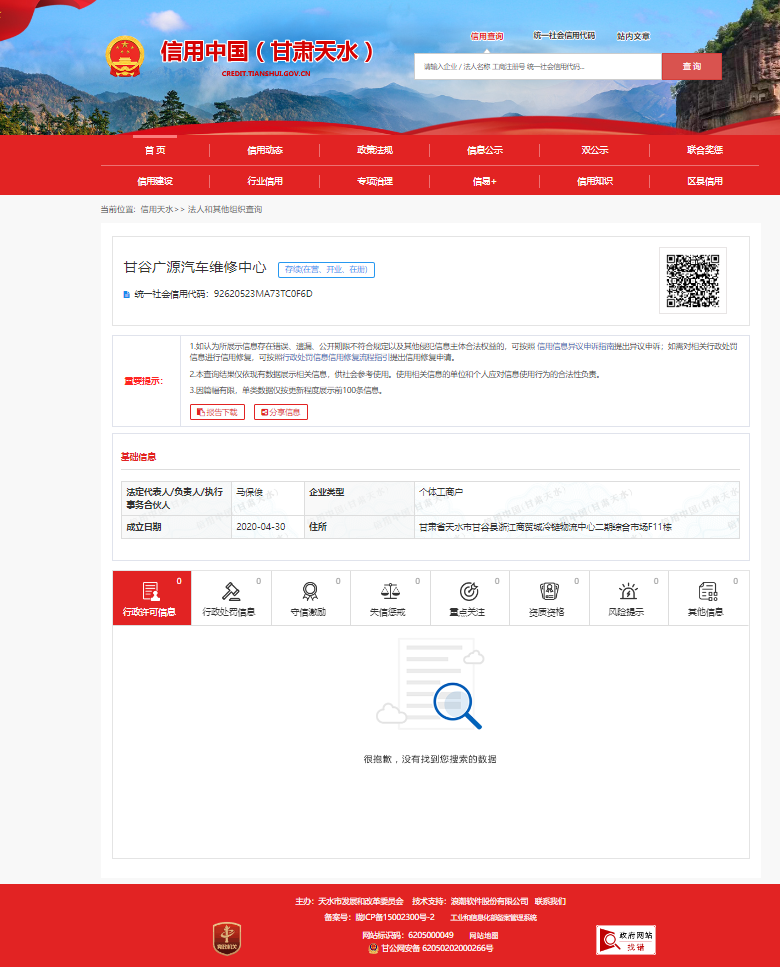 信用查询 统一社会信用代码 站内文章
信用中国（甘肃天水）
CREDIT.TIANSHUI.GOV.CN
请输入企业 / 法人名称 工商注册号 统一社会信用代码...
查 询
首 页 信用动态 政策法规 信息公示 双公示 联合奖惩
信用建设 行业信用 专项治理 信易+ 信用知识 区县信用
当前位置: 信用天水>> 法人和其他组织查询
甘谷广源汽车维修中心 存续(在营、开业、在册)
统一社会信用代码: 92620523MA73TC0F6D
重要提示:
1.如认为所展示信息存在错误、遗漏、公开期限不符合规定以及其他侵犯信息主体合法权益的，可按照 信用信息异议申诉指南提出异议申诉；如需对相关行政处罚
信息进行信用修复，可按照行政处罚信息信用修复流程指引提出信用修复申请。
2.本查询结果仅依现有数据展示相关信息，供社会参考使用。使用相关信息的单位和个人应对信息使用行为的合法性负责。
3.因篇幅有限，单类数据仅按更新程度展示前100条信息。
报告下载 分享信息
基础信息
法定代表人/负责人/执行
事务合伙人
马保俊 企业类型 个体工商户
成立日期 2020-04-30 住所 甘肃省天水市甘谷县浙江商贸城冷链物流中心二期综合市场F11栋
0 0 0 0 0 0 0 0
行政许可信息 行政处罚信息 守信激励 失信惩戒 重点关注 资质资格 风险提示 其他信息
很抱歉，没有找到您搜索的数据
主办：天水市发展和改革委员会 技术支持：浪潮软件股份有限公司 联系我们
备案号：陇ICP备15002300号-2 工业和信息化部备案管理系统
网站标识码：6205000049 网站地图
甘公网安备 62050202000266号
政府网站
找错